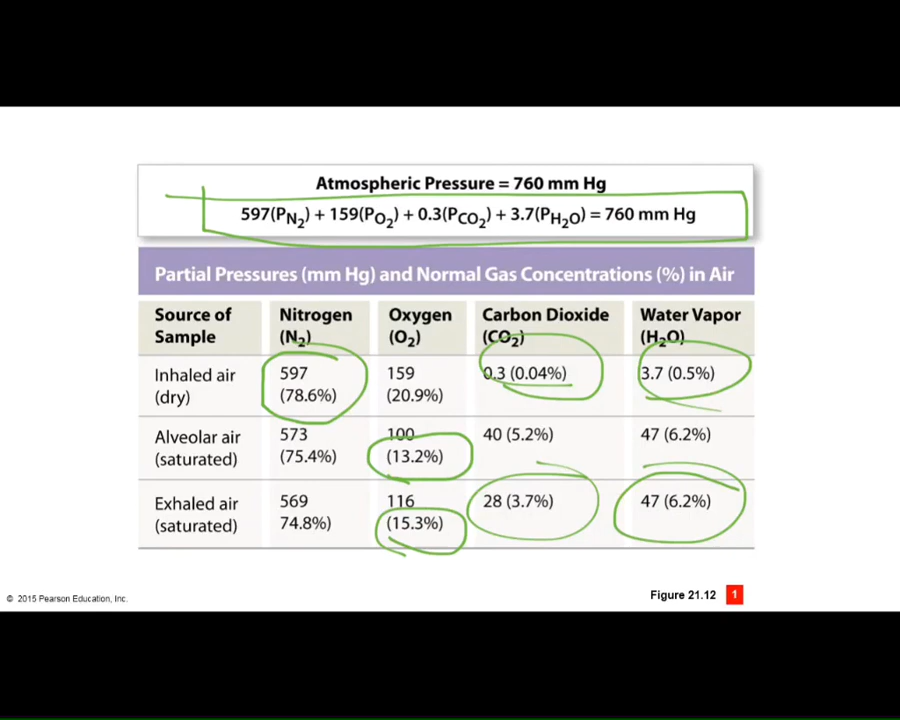 Atmospheric Pressure = 760 mm Hg
597(PN₂) + 159(PO₂) + 0.3(PCO₂) + 3.7(PH₂O) = 760 mm Hg
Partial Pressures (mm Hg) and Normal Gas Concentrations (%) in Air
Source of Sample Nitrogen (N₂) Oxygen (O₂) Carbon Dioxide (CO₂) Water Vapor (H₂O)
Inhaled air (dry) 597 (78.6%) 159 (20.9%) 0.3 (0.04%) 3.7 (0.5%)
Alveolar air (saturated) 573 (75.4%) 100 (13.2%) 40 (5.2%) 47 (6.2%)
Exhaled air (saturated) 569 74.8%) 116 (15.3%) 28 (3.7%) 47 (6.2%)
© 2015 Pearson Education, Inc.
Figure 21.12 1